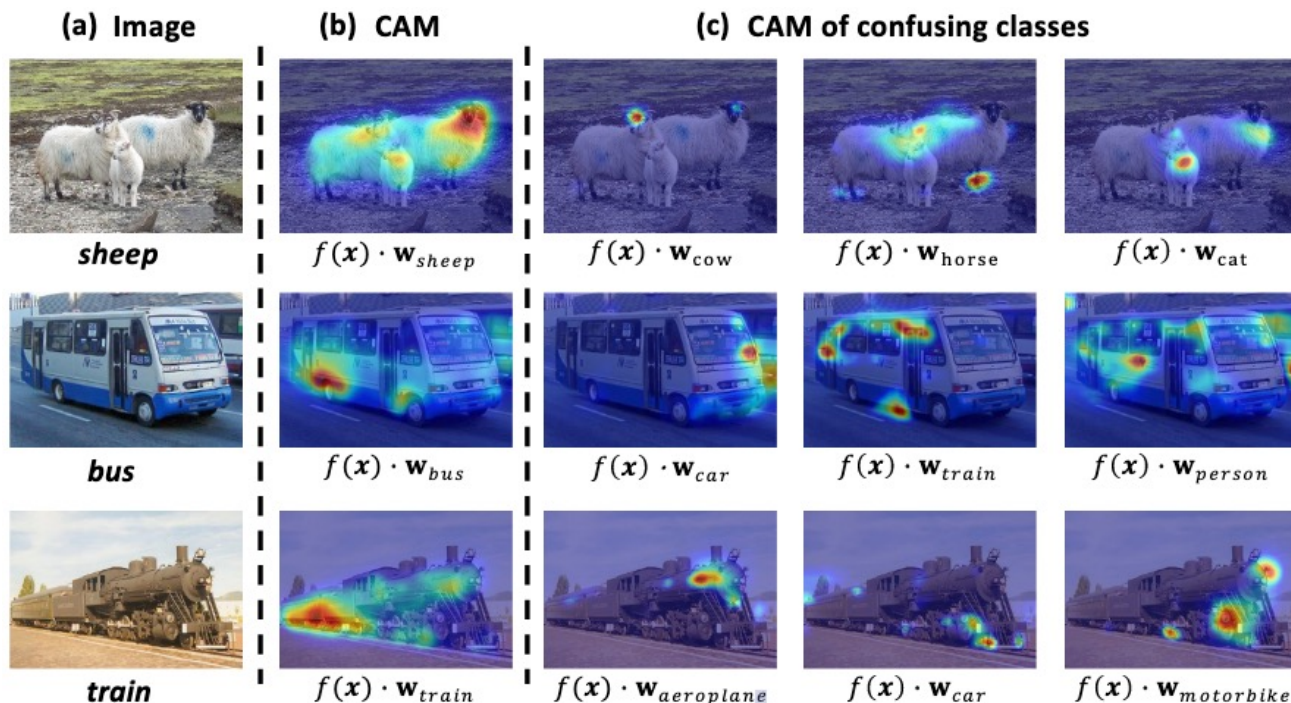 (a) Image (b) CAM (c) CAM of confusing classes
sheep f(x) · w_sheep f(x) · w_cow f(x) · w_horse f(x) · w_cat
bus f(x) · w_bus f(x) · w_car f(x) · w_train f(x) · w_person
train f(x) · w_train f(x) · w_aeroplane f(x) · w_car f(x) · w_motorbike